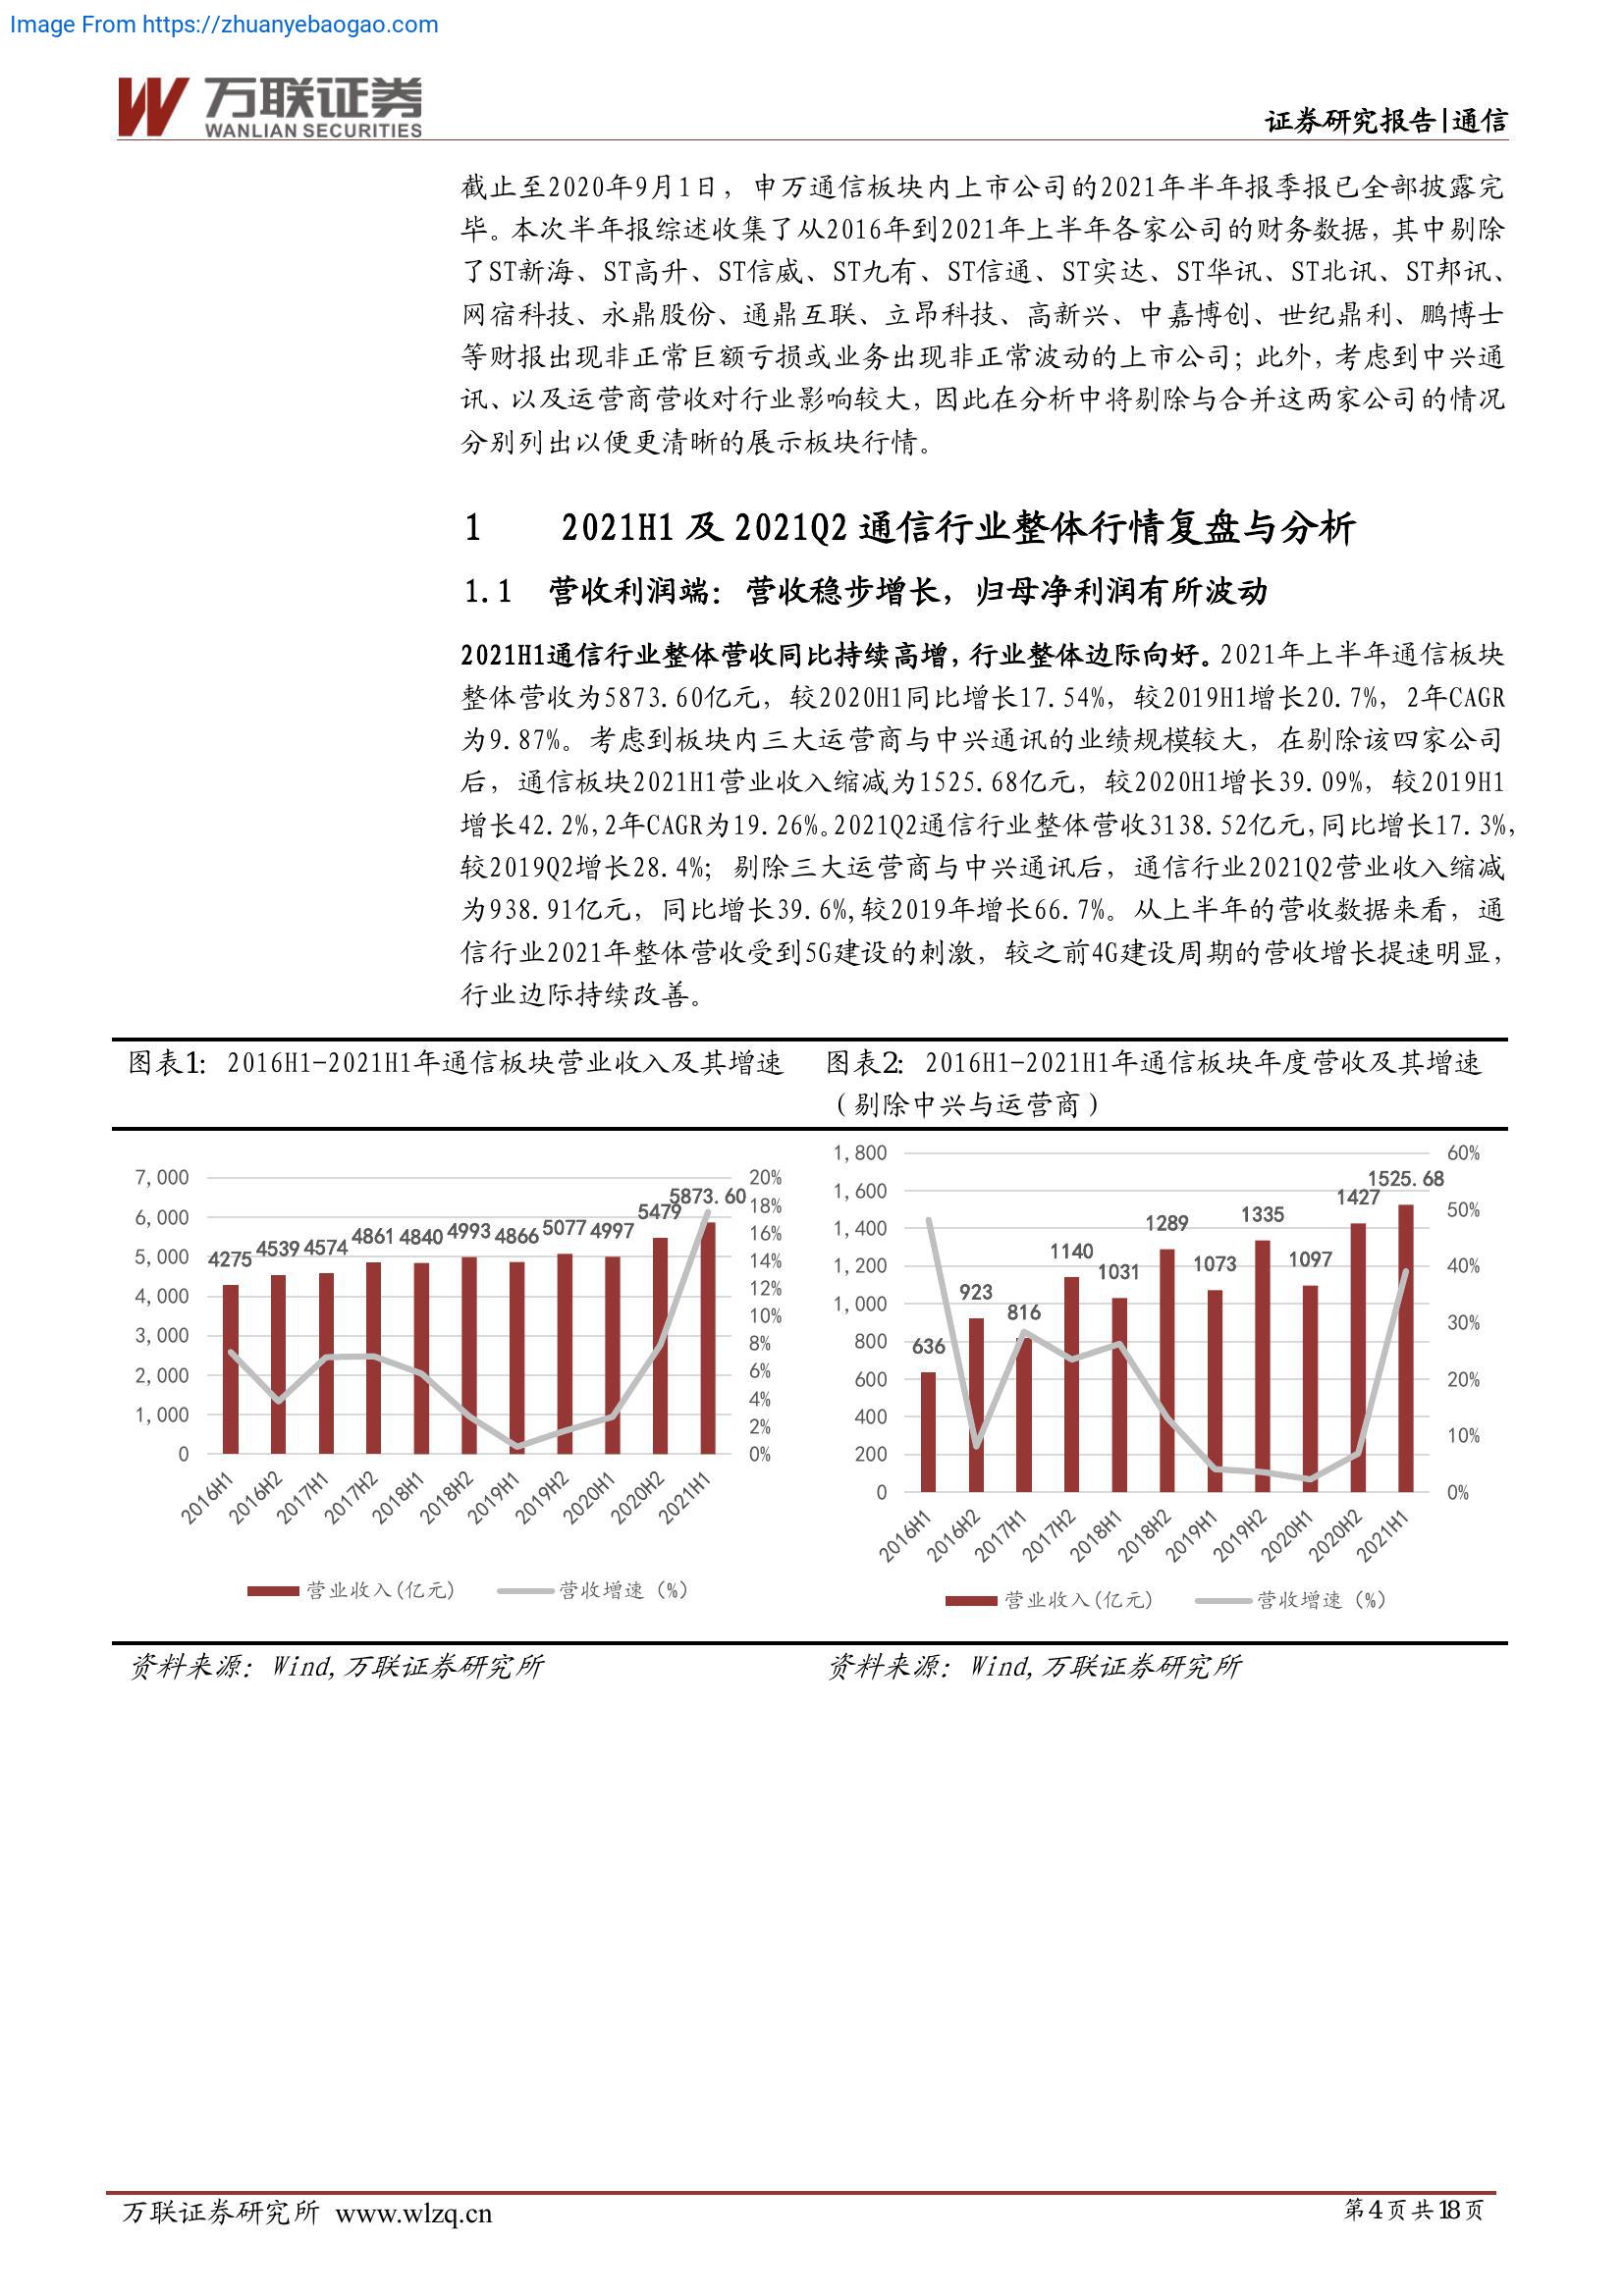 Image From https://zhuanyebaogao.com
万联证券
WANLIAN SECURITIES
证券研究报告|通信
截止至2020年9月1日，申万通信板块内上市公司的2021年半年报季报已全部披露完
毕。本次半年报综述收集了从2016年到2021年上半年各家公司的财务数据，其中剔除
了ST新海、ST高升、ST信威、ST九有、ST信通、ST实达、ST华讯、ST北讯、ST邦讯、
网宿科技、永鼎股份、通鼎互联、立昂科技、高新兴、中嘉博创、世纪鼎利、鹏博士
等财报出现非正常巨额亏损或业务出现非正常波动的上市公司；此外，考虑到中兴通
讯、以及运营商营收对行业影响较大，因此在分析中将剔除与合并这两家公司的情况
分别列出以便更清晰的展示板块行情。
1 2021H1 及 2021Q2 通信行业整体行情复盘与分析
1.1 营收利润端：营收稳步增长，归母净利润有所波动
2021H1通信行业整体营收同比持续高增，行业整体边际向好。2021年上半年通信板块
整体营收为5873.60亿元，较2020H1同比增长17.54%，较2019H1增长20.7%，2年CAGR
为9.87%。考虑到板块内三大运营商与中兴通讯的业绩规模较大，在剔除该四家公司
后，通信板块2021H1营业收入缩减为1525.68亿元，较2020H1增长39.09%，较2019H1
增长42.2%,2年CAGR为19.26%。2021Q2通信行业整体营收3138.52亿元,同比增长17.3%,
较2019Q2增长28.4%；剔除三大运营商与中兴通讯后，通信行业2021Q2营业收入缩减
为938.91亿元，同比增长39.6%,较2019年增长66.7%。从上半年的营收数据来看，通
信行业2021年整体营收受到5G建设的刺激，较之前4G建设周期的营收增长提速明显，
行业边际持续改善。
图表1: 2016H1-2021H1年通信板块营业收入及其增速
7,000
6,000
5,000
4,000
3,000
2,000
1,000
0
4275
4539
4574
4861
4840
4993
4866
5077
4997
5479
5873.60
20%
18%
16%
14%
12%
10%
8%
6%
4%
2%
0%
2016H1
2016H2
2017H1
2017H2
2018H1
2018H2
2019H1
2019H2
2020H1
2020H2
2021H1
营业收入(亿元)
营收增速（%）
资料来源：Wind,万联证券研究所
图表2: 2016H1-2021H1年通信板块年度营收及其增速
（剔除中兴与运营商）
1,800
1,600
1,400
1,200
1,000
800
600
400
200
0
636
923
816
1140
1031
1289
1073
1335
1097
1427
1525.68
60%
50%
40%
30%
20%
10%
0%
2016H1
2016H2
2017H1
2017H2
2018H1
2018H2
2019H1
2019H2
2020H1
2020H2
2021H1
营业收入(亿元)
营收增速（%）
资料来源：Wind,万联证券研究所
万联证券研究所 www.wlzq.cn
第4页共18页